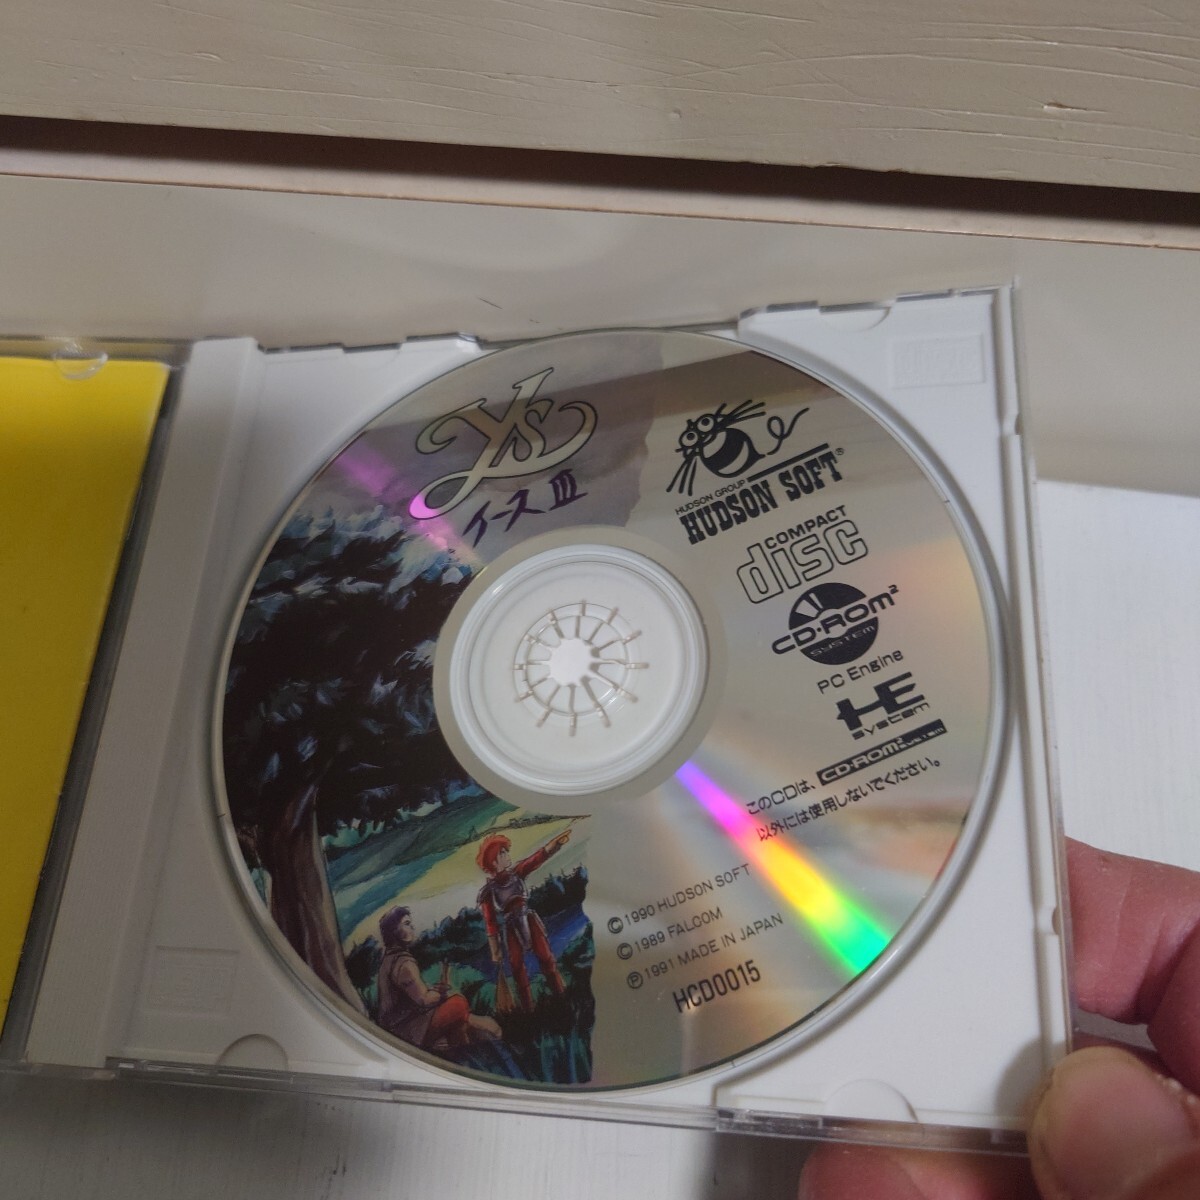 Ys
イースⅢ
HUDSON GROUP
HUDSON SOFT®
COMPACT
disc
CD-ROM²
SYSTEM
PC Engine
HE
system
このCDは、CD-ROM² SYSTEM
以外には使用しないでください。
©1990 HUDSON SOFT
©1989 FALCOM
Ⓟ1991 MADE IN JAPAN
HCD0015